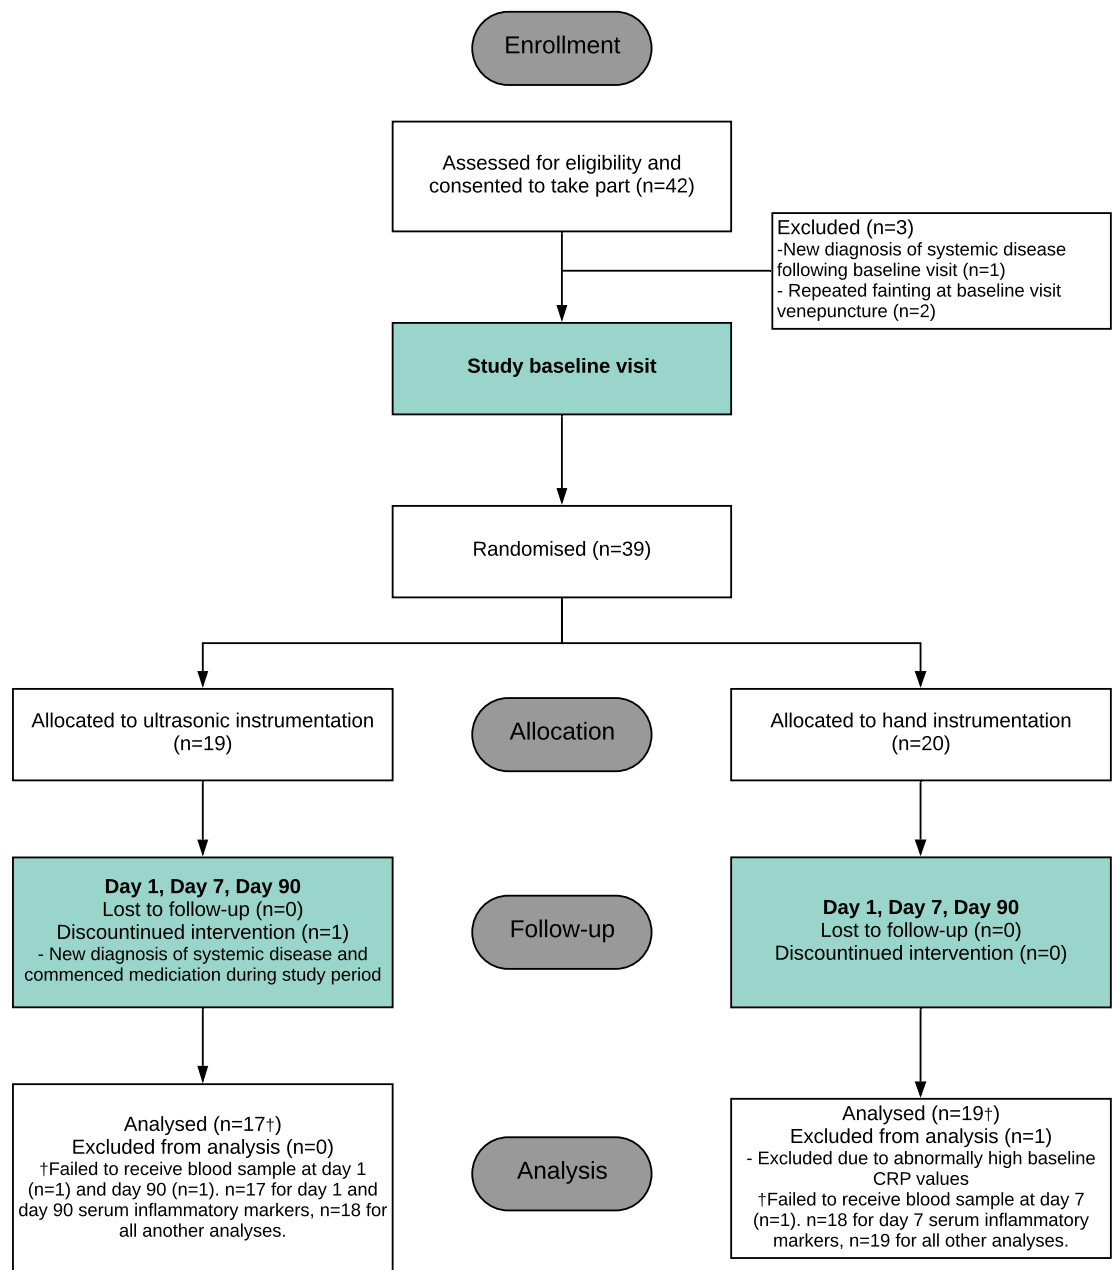 Enrollment
Assessed for eligibility and
consented to take part (n=42)
Excluded (n=3)
-New diagnosis of systemic disease
following baseline visit (n=1)
- Repeated fainting at baseline visit
venepuncture (n=2)
Study baseline visit
Randomised (n=39)
Allocated to ultrasonic instrumentation
(n=19)
Allocation
Allocated to hand instrumentation
(n=20)
Day 1, Day 7, Day 90
Lost to follow-up (n=0)
Discountinued intervention (n=1)
- New diagnosis of systemic disease and
commenced mediciation during study period
Follow-up
Day 1, Day 7, Day 90
Lost to follow-up (n=0)
Discontinued intervention (n=0)
Analysed (n=17†)
Excluded from analysis (n=0)
†Failed to receive blood sample at day 1
(n=1) and day 90 (n=1). n=17 for day 1 and
day 90 serum inflammatory markers, n=18 for
all another analyses.
Analysis
Analysed (n=19†)
Excluded from analysis (n=1)
- Excluded due to abnormally high baseline
CRP values
†Failed to receive blood sample at day 7
(n=1). n=18 for day 7 serum inflammatory
markers, n=19 for all other analyses.